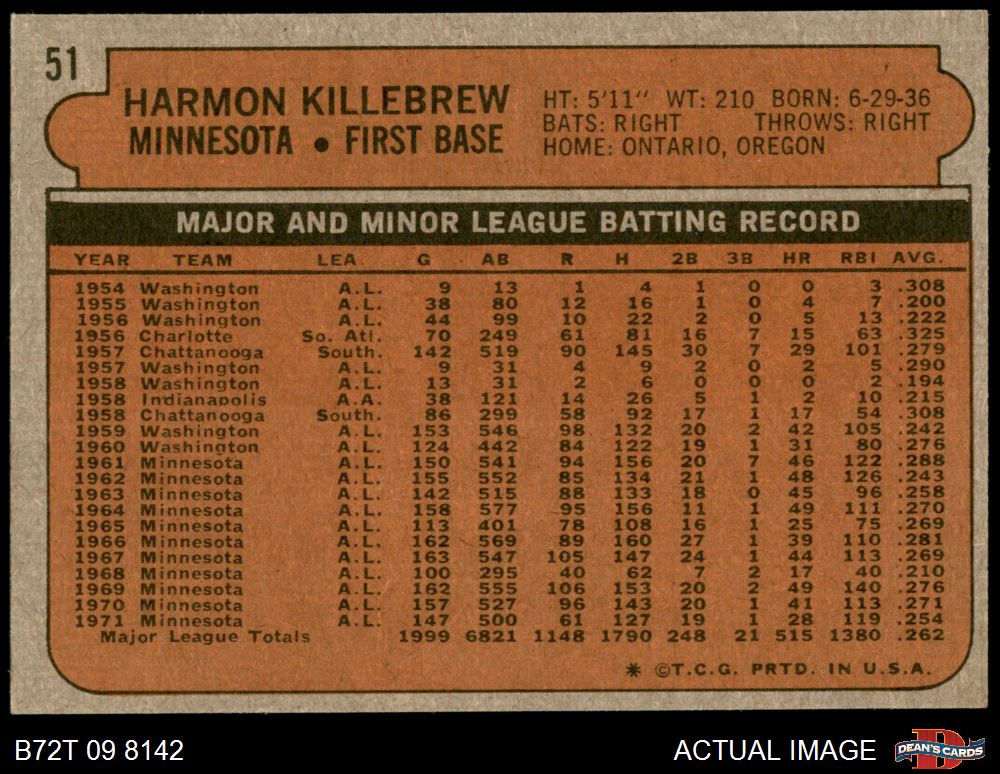 51
HARMON KILLEBREW
MINNESOTA • FIRST BASE
HT: 5'11" WT: 210 BORN: 6-29-36
BATS: RIGHT THROWS: RIGHT
HOME: ONTARIO, OREGON
MAJOR AND MINOR LEAGUE BATTING RECORD
YEAR TEAM LEA. G AB R H 2B 3B HR RBI AVG.
1954 Washington A.L. 9 13 1 4 1 0 0 3 .308
1955 Washington A.L. 38 80 12 16 1 0 4 7 .200
1956 Washington A.L. 44 99 10 22 2 0 5 13 .222
1956 Charlotte So. Atl. 70 249 61 81 16 7 15 63 .325
1957 Chattanooga South. 142 519 90 145 30 7 29 101 .279
1957 Washington A.L. 9 31 4 9 2 0 2 5 .290
1958 Washington A.L. 13 31 2 6 0 0 0 2 .194
1958 Indianapolis A.A. 38 121 14 26 5 1 2 10 .215
1958 Chattanooga South. 86 299 58 92 17 1 17 54 .308
1959 Washington A.L. 153 546 98 132 20 2 42 105 .242
1960 Washington A.L. 124 442 84 122 19 1 31 80 .276
1961 Minnesota A.L. 150 541 94 156 20 7 46 122 .288
1962 Minnesota A.L. 155 552 85 134 21 1 48 126 .243
1963 Minnesota A.L. 142 515 88 133 18 0 45 96 .258
1964 Minnesota A.L. 158 577 95 156 11 1 49 111 .270
1965 Minnesota A.L. 113 401 78 108 16 1 25 75 .269
1966 Minnesota A.L. 162 569 89 160 27 1 39 110 .281
1967 Minnesota A.L. 163 547 105 147 24 1 44 113 .269
1968 Minnesota A.L. 100 295 40 62 7 2 17 40 .210
1969 Minnesota A.L. 162 555 106 153 20 2 49 140 .276
1970 Minnesota A.L. 157 527 96 143 20 1 41 113 .271
1971 Minnesota A.L. 147 500 61 127 19 1 28 119 .254
Major League Totals 1999 6821 1148 1790 248 21 515 1380 .262
* ©T.C.G. PRTD. IN U.S.A.
B72T 09 8142
ACTUAL IMAGE
DEAN'S CARDS